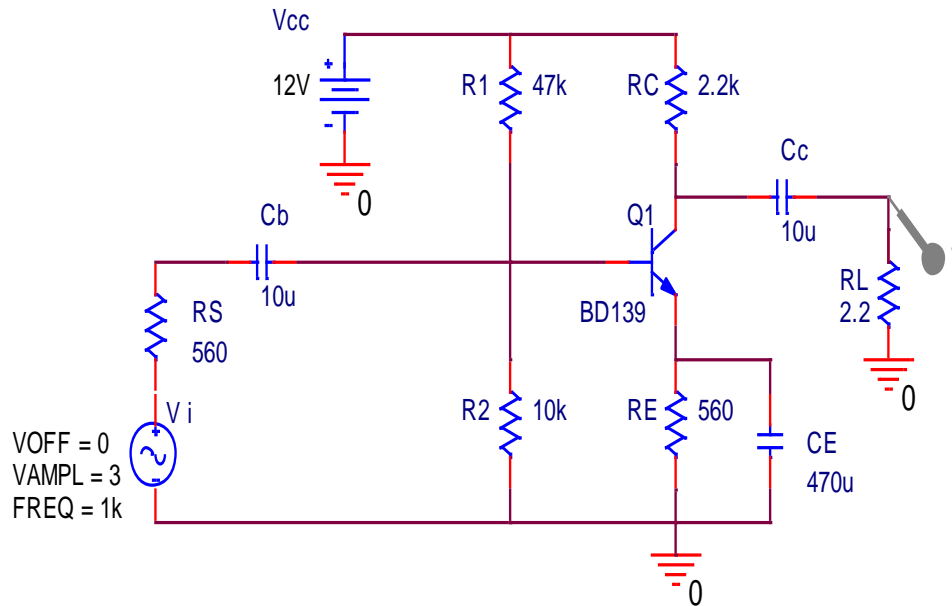 Vcc
12V
0
R1
47k
RC
2.2k
Cc
10u
Cb
10u
Q1
BD139
RL
2.2
0
RS
560
Vi
VOFF = 0
VAMPL = 3
FREQ = 1k
R2
10k
RE
560
CE
470u
0